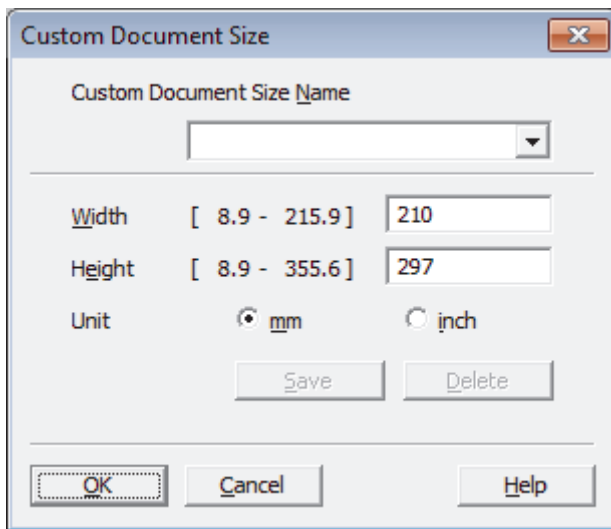 Custom Document Size
Custom Document Size Name
Width [ 8.9 - 215.9 ] 210
Height [ 8.9 - 355.6 ] 297
Unit mm inch
Save Delete
OK Cancel Help